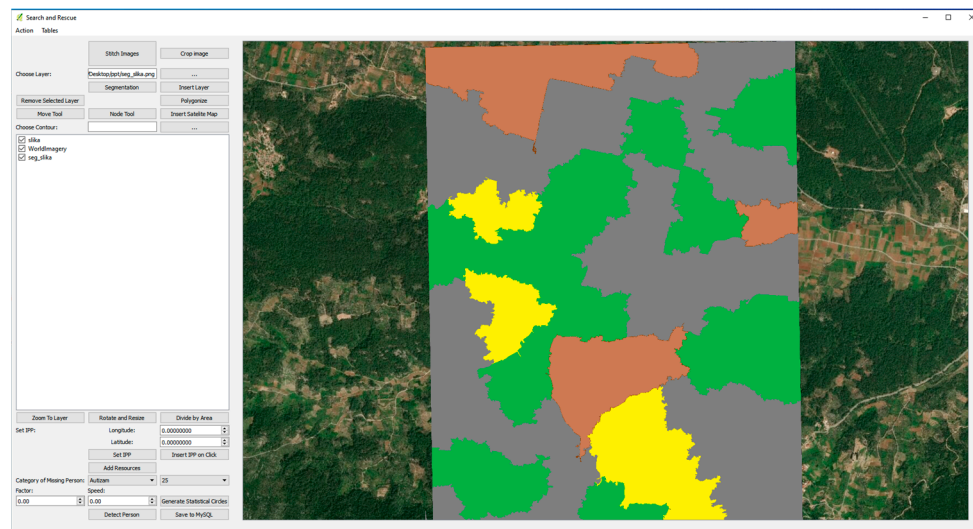 Search and Rescue
Action Tables
Stitch Images Crop image
Choose Layer: /Desktop/ppt/seg_slika.png ...
Segmentation Insert Layer
Remove Selected Layer Polygonize
Move Tool Node Tool Insert Satelite Map
Choose Contour: ...
slika
WorldImagery
seg_slika
Zoom To Layer Rotate and Resize Divide by Area
Set IPP: Longitude: 0.00000000
Latitude: 0.00000000
Set IPP Insert IPP on Click
Add Resources
Category of Missing Person: Autizam 25
Factor: Speed:
0.00 0.00 Generate Statistical Circles
Detect Person Save to MySQL